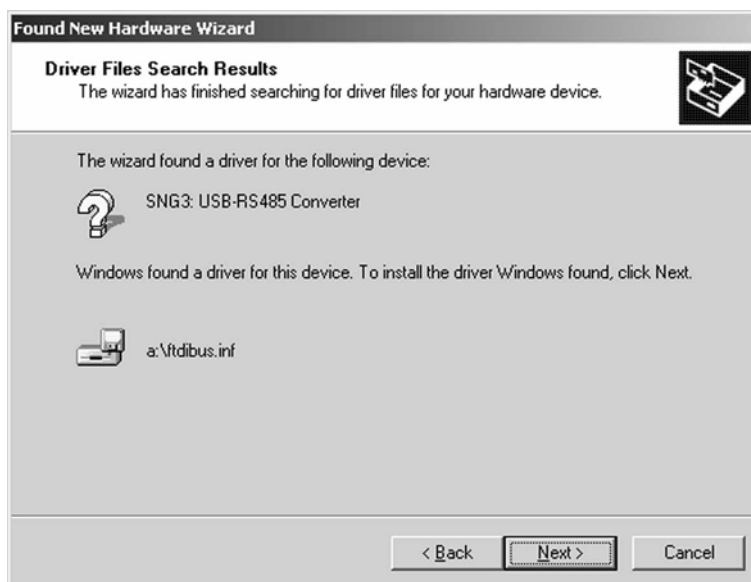 Found New Hardware Wizard
Driver Files Search Results
The wizard has finished searching for driver files for your hardware device.
The wizard found a driver for the following device:
SNG3: USB-RS485 Converter
Windows found a driver for this device. To install the driver Windows found, click Next.
a:\ftdibus.inf
< Back
Next >
Cancel